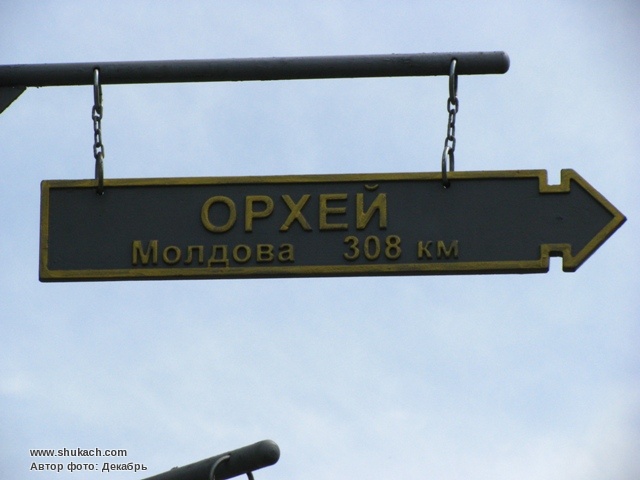 ОРХЕЙ
Молдова 308 км
www.shukach.com
Автор фото: Декабрь